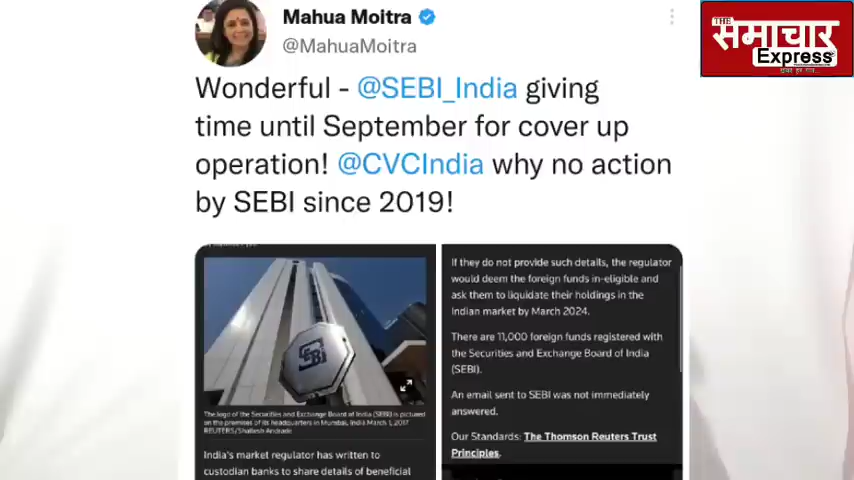 Mahua Moitra
@MahuaMoitra
THE
समाचार
Express
Wonderful - @SEBI_India giving
time until September for cover up
operation! @CVCIndia why no action
by SEBI since 2019!
SEBI
The logo of the Securities and Exchange Board of India (SEBI) is pictured
on the premises of its headquarters in Mumbai, India March 1, 2017
REUTERS/Shailesh Andrade
India's market regulator has written to
custodian banks to share details of beneficial
If they do not provide such details, the regulator
would deem the foreign funds in-eligible and
ask them to liquidate their holdings in the
Indian market by March 2024.
There are 11,000 foreign funds registered with
the Securities and Exchange Board of India
(SEBI).
An email sent to SEBI was not immediately
answered.
Our Standards: The Thomson Reuters Trust
Principles.